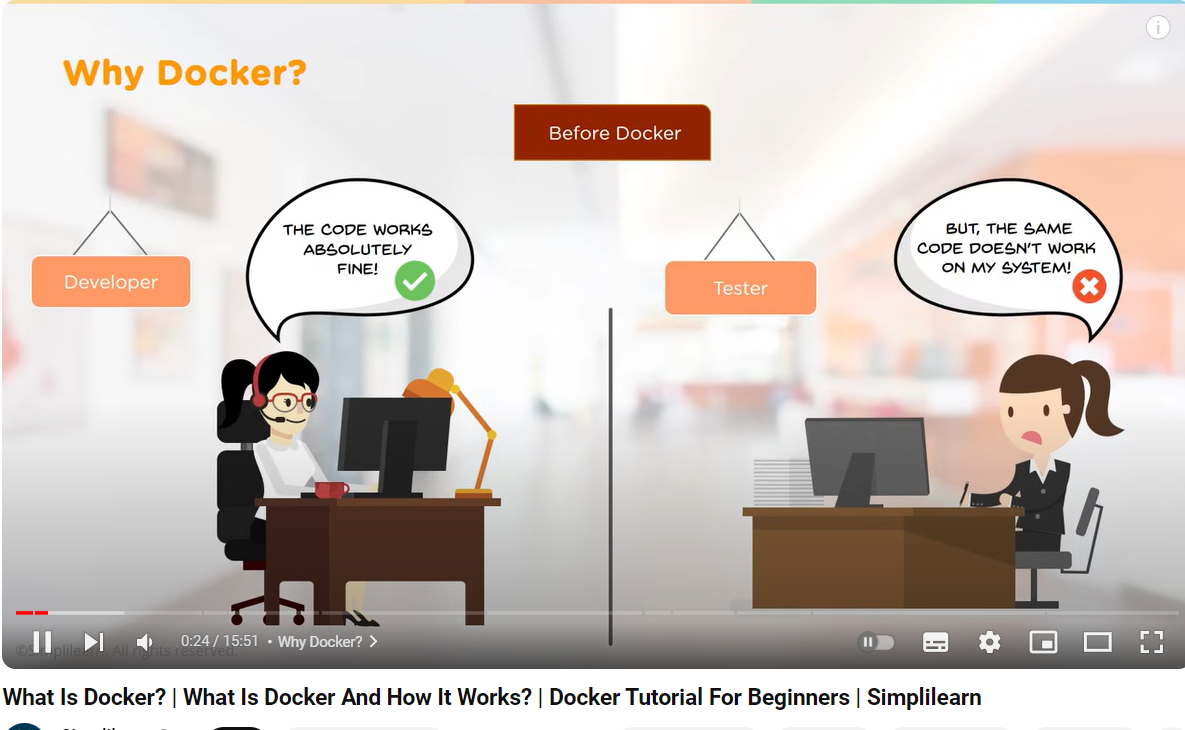 Why Docker?
Before Docker
THE CODE WORKS
ABSOLUTELY
FINE!
Developer
BUT, THE SAME
CODE DOESN'T WORK
ON MY SYSTEM!
Tester
0:24 / 15:51 • Why Docker?
©Simplilearn. All rights reserved.
What Is Docker? | What Is Docker And How It Works? | Docker Tutorial For Beginners | Simplilearn